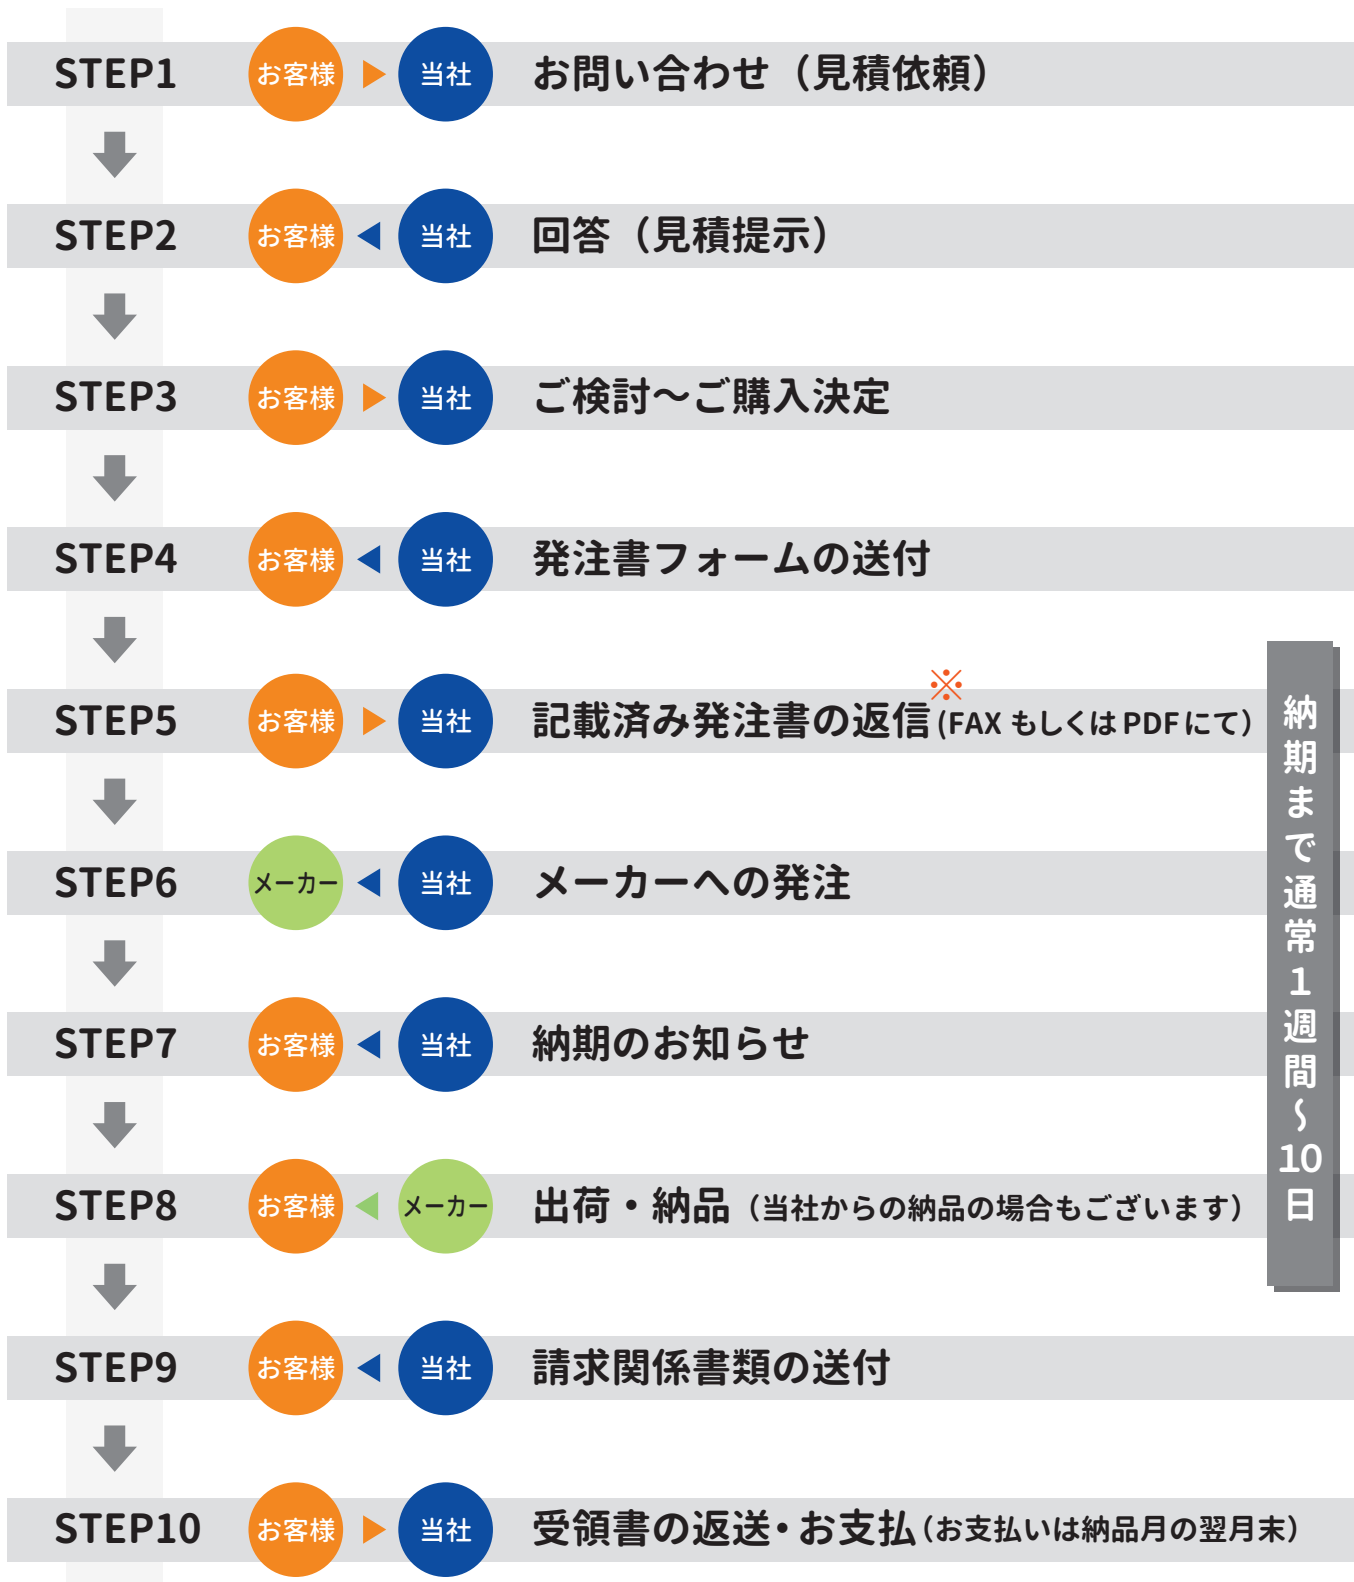 STEP1 お客様 当社 お問い合わせ（見積依頼）
STEP2 お客様 当社 回答（見積提示）
STEP3 お客様 当社 ご検討〜ご購入決定
STEP4 お客様 当社 発注書フォームの送付
STEP5 お客様 当社 記載済み発注書の返信※(FAX もしくは PDFにて）
STEP6 メーカー 当社 メーカーへの発注
STEP7 お客様 当社 納期のお知らせ
STEP8 お客様 メーカー 出荷・納品（当社からの納品の場合もございます）
STEP9 お客様 当社 請求関係書類の送付
STEP10 お客様 当社 受領書の返送・お支払（お支払いは納品月の翌月末）
納期まで通常1週間〜10日